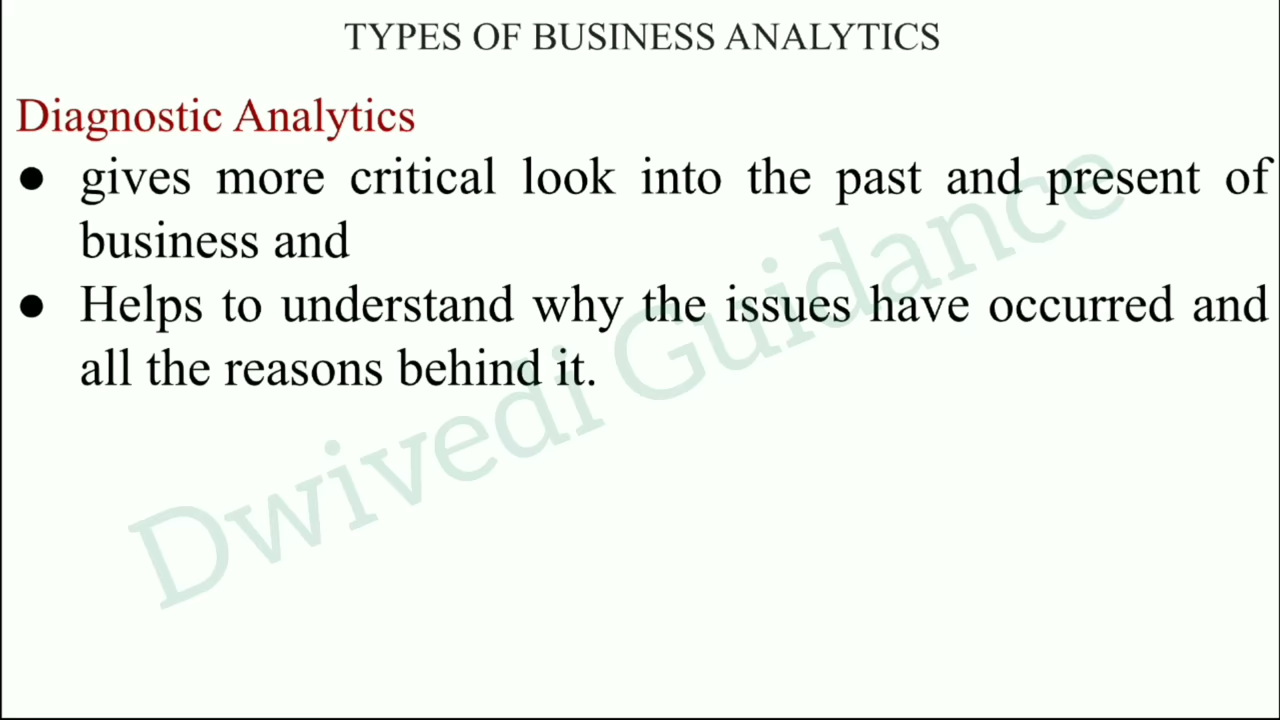 TYPES OF BUSINESS ANALYTICS
Diagnostic Analytics
● gives more critical look into the past and present of
business and
● Helps to understand why the issues have occurred and
all the reasons behind it.
Dwivedi Guidance